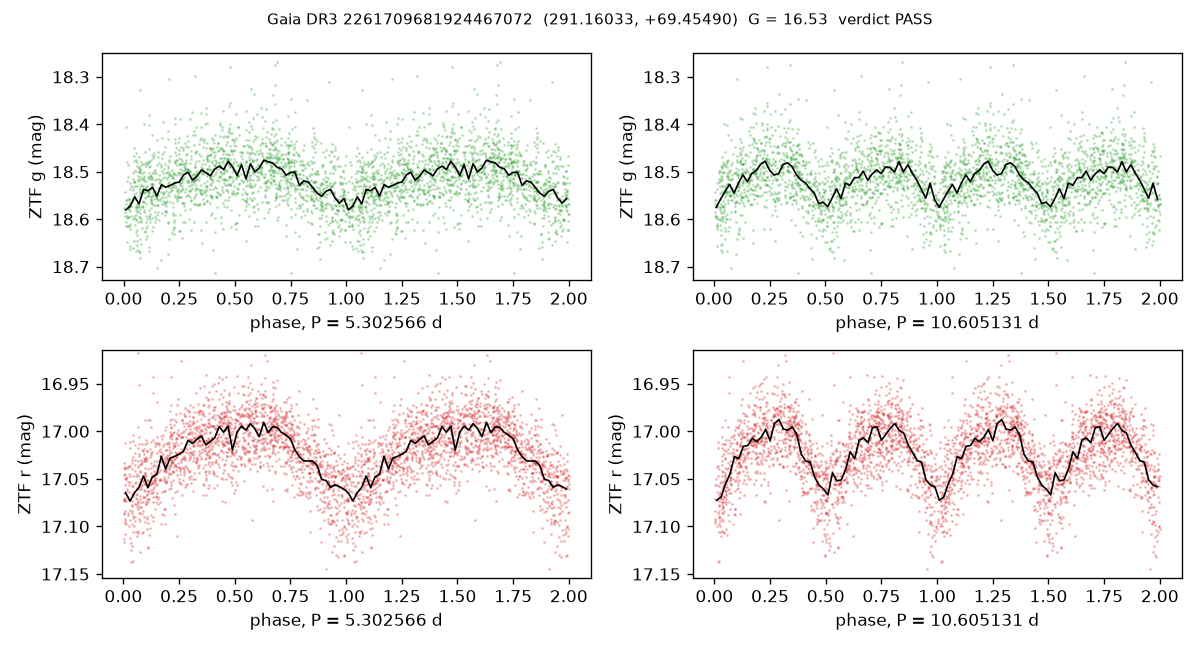 Gaia DR3 2261709681924467072 (291.16033, +69.45490) G = 16.53 verdict PASS
ZTF g (mag)
18.3
18.4
18.5
18.6
18.7
0.00 0.25 0.50 0.75 1.00 1.25 1.50 1.75 2.00
phase, P = 5.302566 d
ZTF g (mag)
18.3
18.4
18.5
18.6
18.7
0.00 0.25 0.50 0.75 1.00 1.25 1.50 1.75 2.00
phase, P = 10.605131 d
ZTF r (mag)
16.95
17.00
17.05
17.10
17.15
0.00 0.25 0.50 0.75 1.00 1.25 1.50 1.75 2.00
phase, P = 5.302566 d
ZTF r (mag)
16.95
17.00
17.05
17.10
17.15
0.00 0.25 0.50 0.75 1.00 1.25 1.50 1.75 2.00
phase, P = 10.605131 d